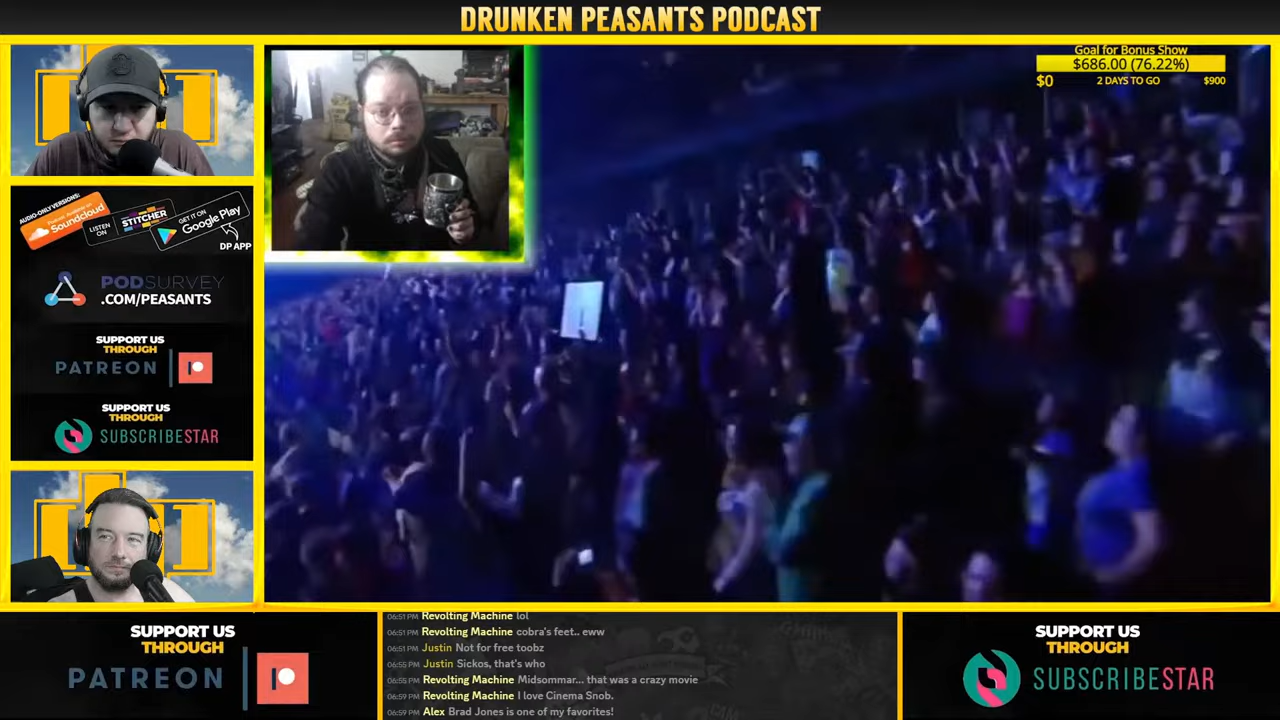 DRUNKEN PEASANTS PODCAST
Goal for Bonus Show
$686.00 (76.22%)
$0
2 DAYS TO GO
$900
AUDIO-ONLY VERSIONS:
Soundcloud
LISTEN ON
STITCHER
GET IT ON
Google Play
DP APP
PODSURVEY
.COM/PEASANTS
SUPPORT US
THROUGH
PATREON
SUPPORT US
THROUGH
SUBSCRIBESTAR
SUPPORT US
THROUGH
PATREON
06:51 PM Revolting Machine lol
06:51 PM Revolting Machine cobra's feet.. eww
06:51 PM Justin Not for free toobz
06:55 PM Justin Sickos, that's who
06:55 PM Revolting Machine Midsommar... that was a crazy movie
06:59 PM Revolting Machine I love Cinema Snob.
06:59 PM Alex Brad Jones is one of my favorites!
SUPPORT US
THROUGH
SUBSCRIBESTAR